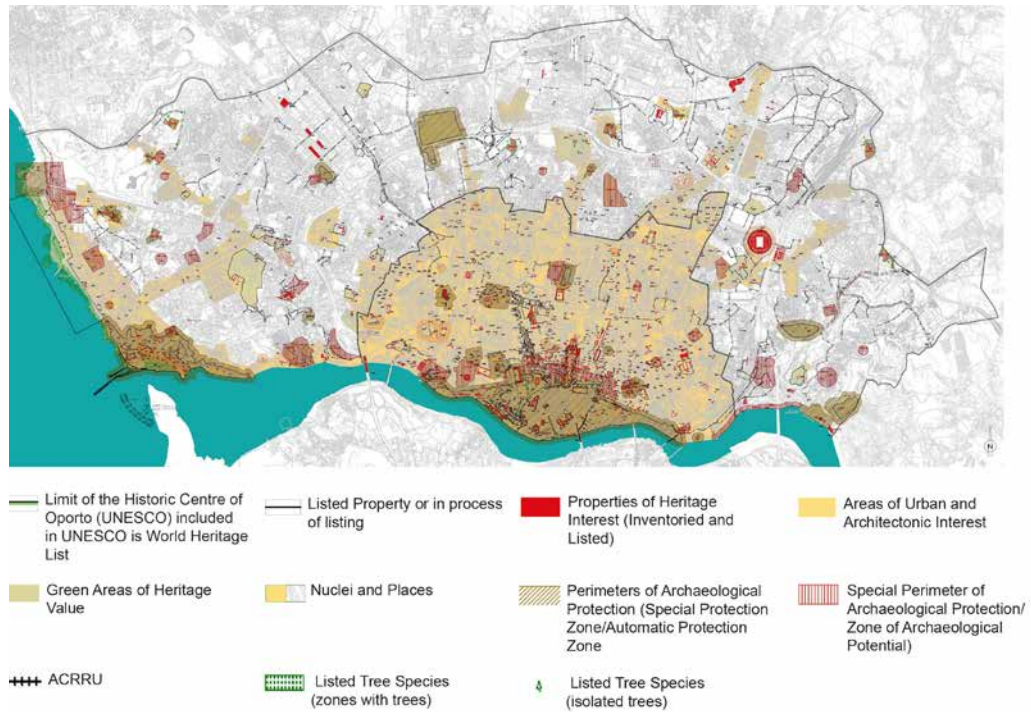 N
Limit of the Historic Centre of
Oporto (UNESCO) included
in UNESCO is World Heritage
List
Listed Property or in process
of listing
Properties of Heritage
Interest (Inventoried and
Listed)
Areas of Urban and
Architectonic Interest
Green Areas of Heritage
Value
Nuclei and Places
Perimeters of Archaeological
Protection (Special Protection
Zone/Automatic Protection
Zone
Special Perimeter of
Archaeological Protection/
Zone of Archaeological
Potential)
ACRRU
Listed Tree Species
(zones with trees)
Listed Tree Species
(isolated trees)